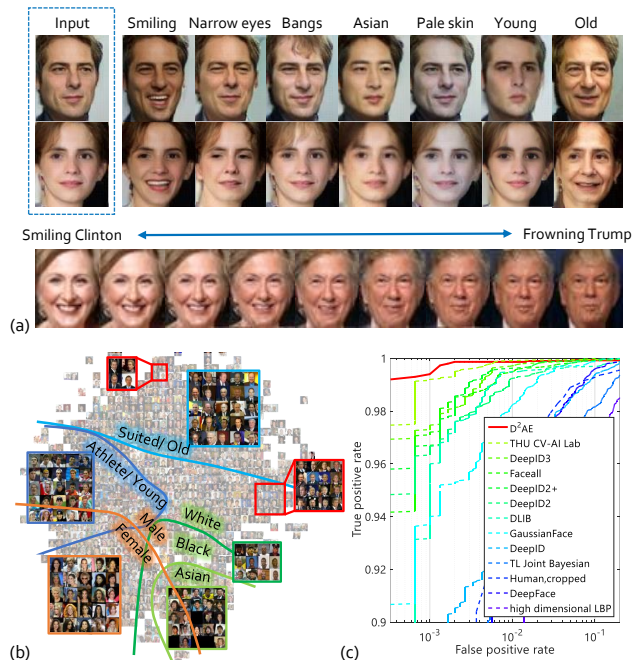 Input Smiling Narrow eyes Bangs Asian Pale skin Young Old
Smiling Clinton Frowning Trump
(a)
Suited/ Old
Athlete/ Young
Male
Female
White
Black
Asian
(b)
1
0.98
0.96
0.94
0.92
0.9
True positive rate
D²AE
THU CV-AI Lab
DeepID3
Faceall
DeepID2+
DeepID2
DLIB
GaussianFace
DeepID
TL Joint Bayesian
Human,cropped
DeepFace
high dimensional LBP
10⁻³ 10⁻² 10⁻¹
False positive rate
(c)